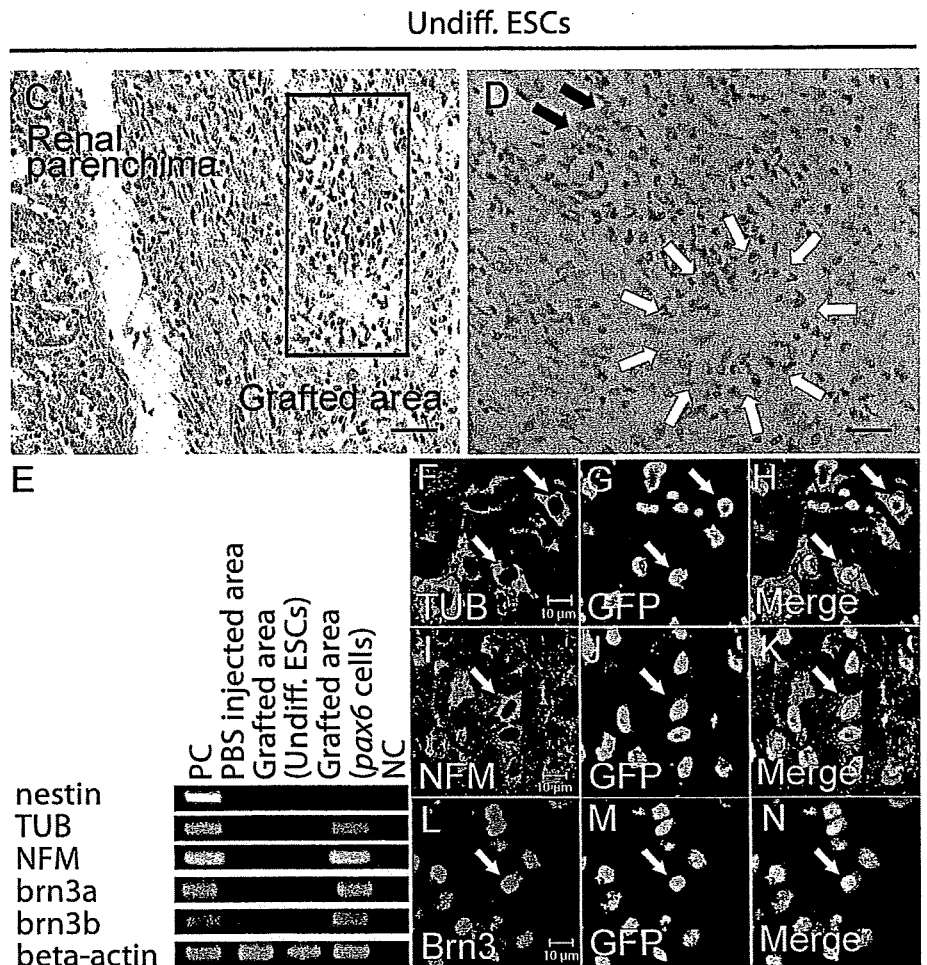 Undiff. ESCs
C
Renal
parenchima
Grafted area
D
E
PC
PBS injected area
Grafted area
(Undiff. ESCs)
Grafted area
(pax6 cells)
NC
nestin
TUB
NFM
brn3a
brn3b
beta-actin
F
TUB
10 µm
G
GFP
H
Merge
I
NFM
10 µm
J
GFP
K
Merge
L
Brn3
10 µm
M
GFP
N
Merge